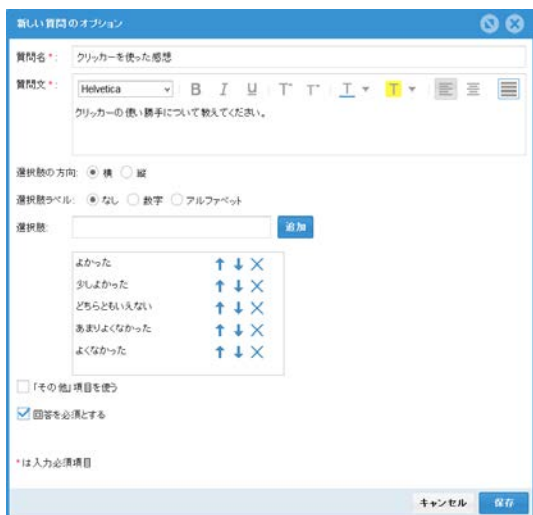 新しい質問のオプション
質問名*: クリッカーを使った感想
質問文*: Helvetica B I U T⁺ T⁻ T T
クリッカーの使い勝手について教えてください。
選択肢の方向: 横 縦
選択肢ラベル: なし 数字 アルファベット
選択肢: 追加
よかった
少しよかった
どちらともいえない
あまりよくなかった
よくなかった
「その他」項目を使う
回答を必須とする
*は入力必須項目
キャンセル 保存